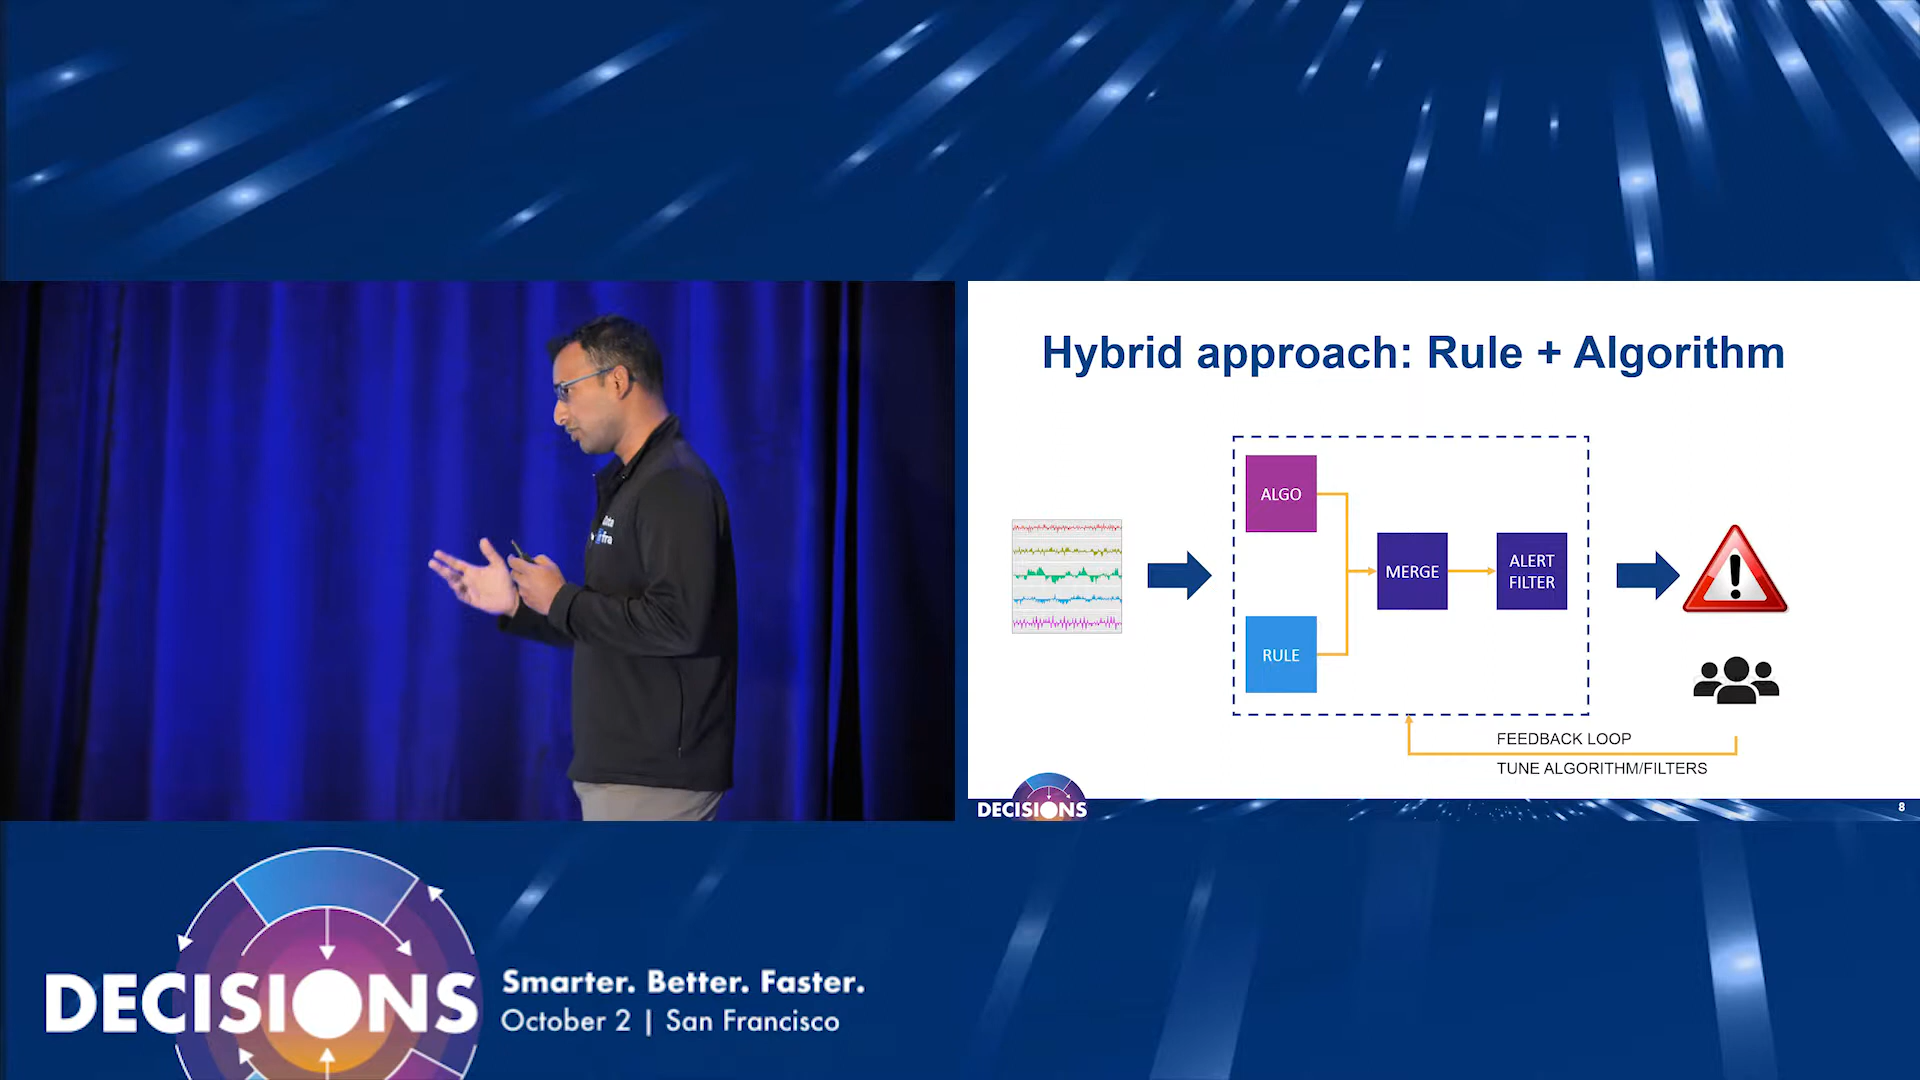 Hybrid approach: Rule + Algorithm
ALGO
RULE
MERGE
ALERT
FILTER
FEEDBACK LOOP
TUNE ALGORITHM/FILTERS
DECISIONS
8
DECISIONS
Smarter. Better. Faster.
October 2 | San Francisco